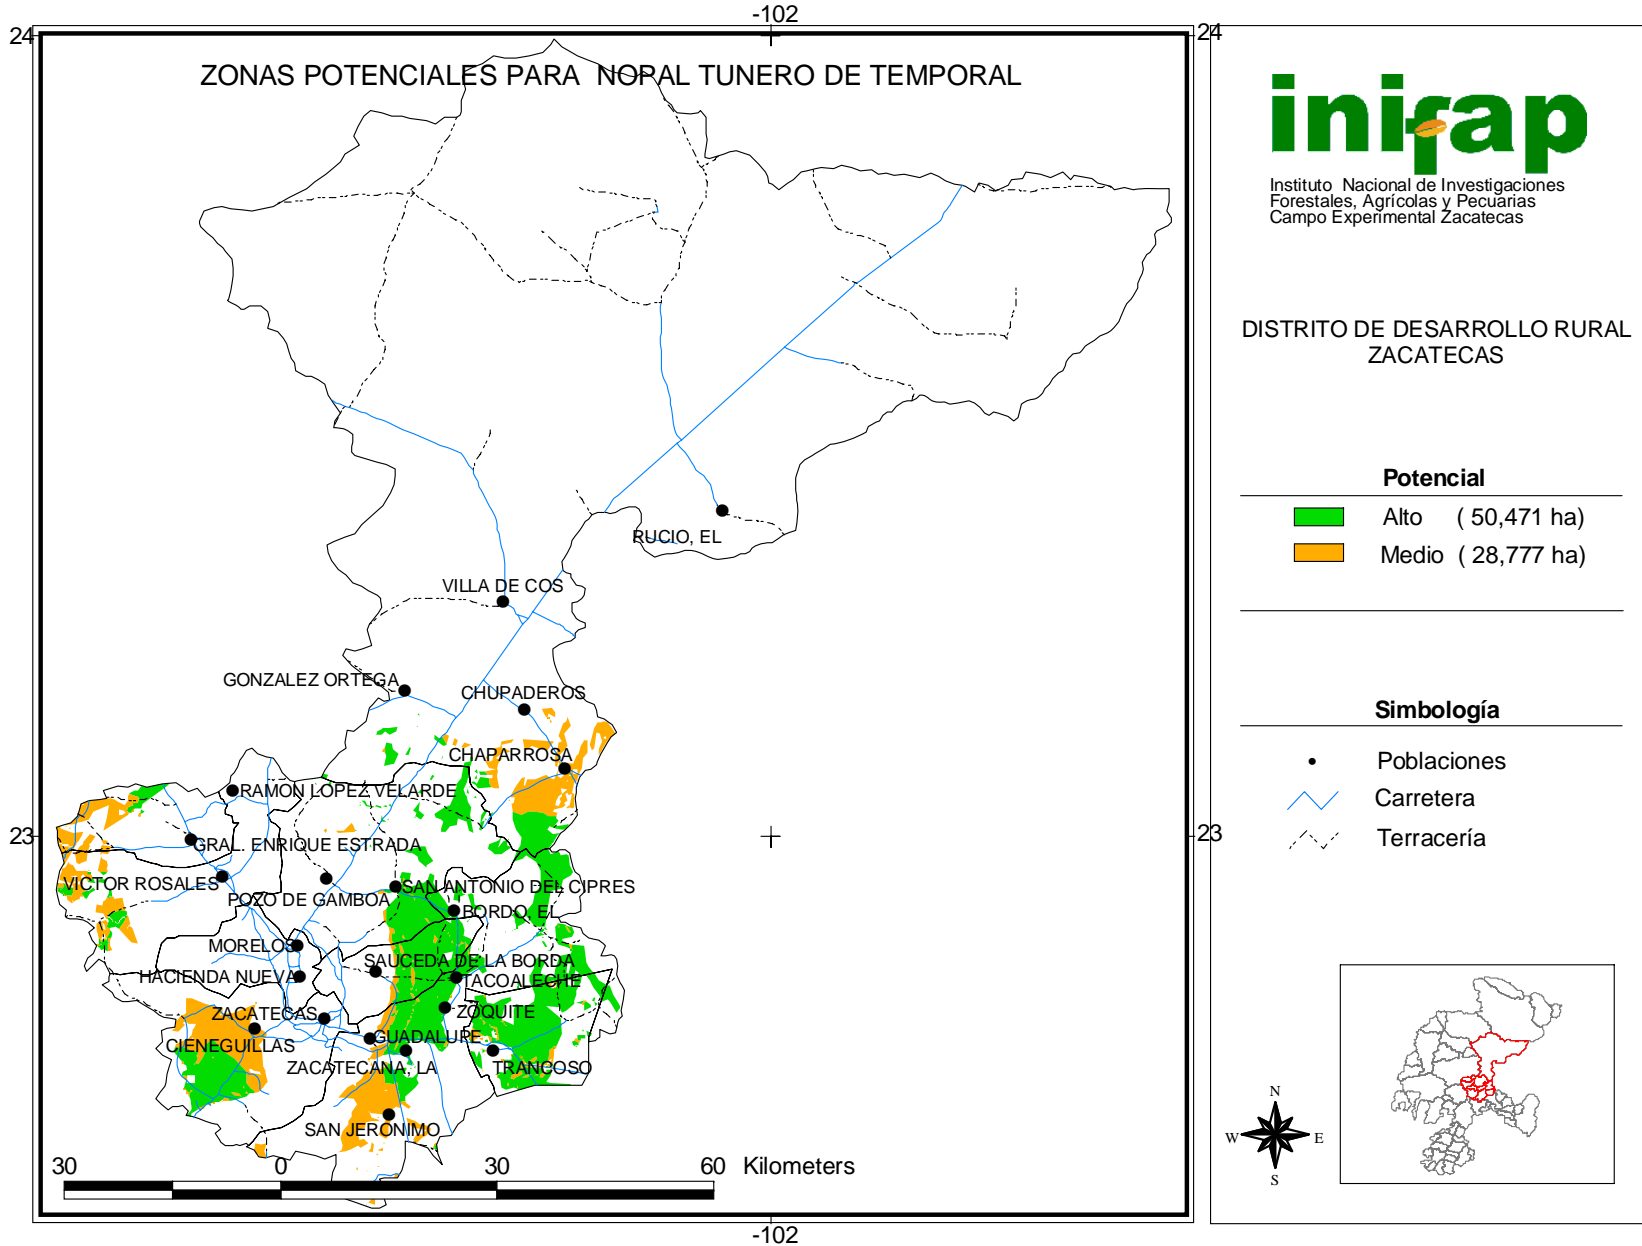 -102
24
24
ZONAS POTENCIALES PARA  NOPAL TUNERO DE TEMPORAL
inifap
Instituto  Nacional de Investigaciones
Forestales, Agrícolas y Pecuarias
Campo Experimental Zacatecas
DISTRITO DE DESARROLLO RURAL
ZACATECAS
Potencial
Alto ( 50,471 ha)
Medio ( 28,777 ha)
Simbología
Poblaciones
Carretera
Terracería
RUCIO, EL
VILLA DE COS
GONZALEZ ORTEGA
CHUPADEROS
CHAPARROSA
RAMON LOPEZ VELARDE
23
23
GRAL. ENRIQUE ESTRADA
VICTOR ROSALES
SAN ANTONIO DEL CIPRES
POZO DE GAMBOA
BORDO, EL
MORELOS
SAUCEDA DE LA BORDA
HACIENDA NUEVA
TACOALECHE
ZACATECAS
ZOQUITE
GUADALUPE
CIENEGUILLAS
ZACATECANA, LA
TRANCOSO
SAN JERONIMO
30 0 30 60 Kilometers
N
W E
S
-102